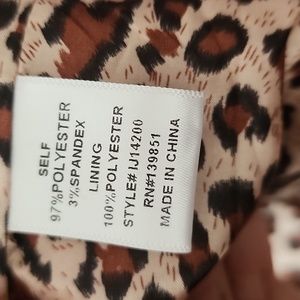 SELF
97%POLYESTER
3%SPANDEX
LINING
100%POLYESTER
STYLE#IJ14200
RN#139851
MADE IN CHINA